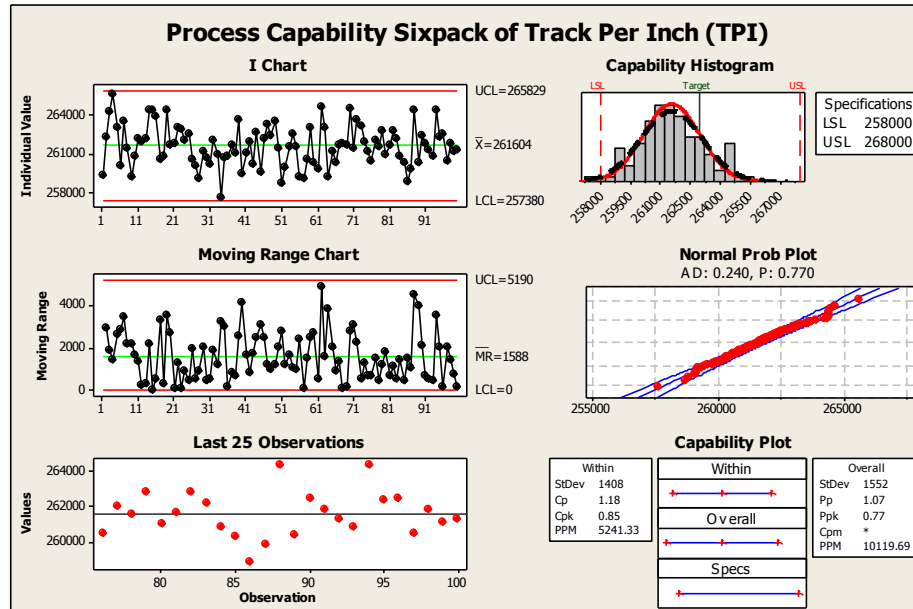 Process Capability Sixpack of Track Per Inch (TPI)
I Chart
Individual Value
264000
261000
258000
1 11 21 31 41 51 61 71 81 91
UCL=265829
X=261604
LCL=257380
Capability Histogram
LSL Target USL
258000 259500 261000 262500 264000 265500 267000
Specifications
LSL 258000
USL 268000
Moving Range Chart
Moving Range
4000
2000
0
1 11 21 31 41 51 61 71 81 91
UCL=5190
MR=1588
LCL=0
Normal Prob Plot
AD: 0.240, P: 0.770
255000 260000 265000
Last 25 Observations
Values
264000
262000
260000
80 85 90 95 100
Observation
Capability Plot
Within
StDev 1408
Cp 1.18
Cpk 0.85
PPM 5241.33
Within
Overall
Specs
Overall
StDev 1552
Pp 1.07
Ppk 0.77
Cpm *
PPM 10119.69